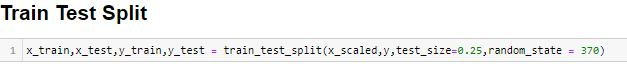 Train Test Split
1 x_train,x_test,y_train,y_test = train_test_split(x_scaled,y,test_size=0.25,random_state = 370)